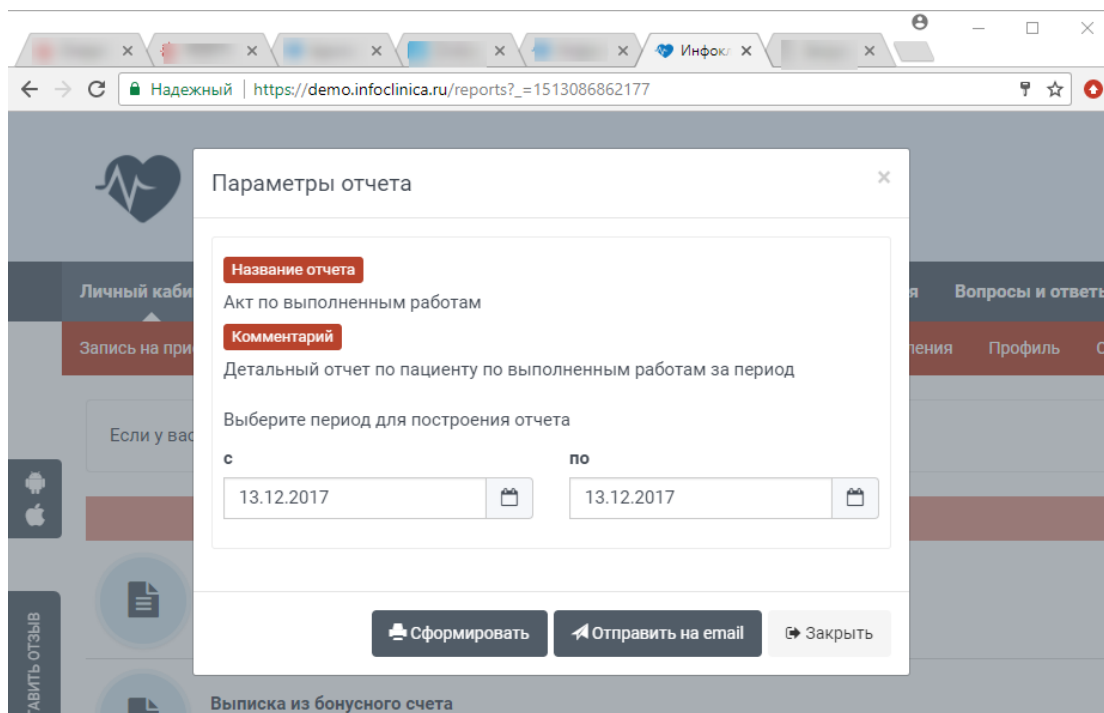 Инфокл
Надежный | https://demo.infoclinica.ru/reports?_=1513086862177
Параметры отчета
Название отчета
Акт по выполненным работам
Личный каби
Вопросы и ответы
Комментарий
Запись на при
ления Профиль
Детальный отчет по пациенту по выполненным работам за период
Выберите период для построения отчета
Если у вас
с по
13.12.2017 13.12.2017
Сформировать Отправить на email Закрыть
ТАВИТЬ ОТЗЫВ
Выписка из бонусного счета